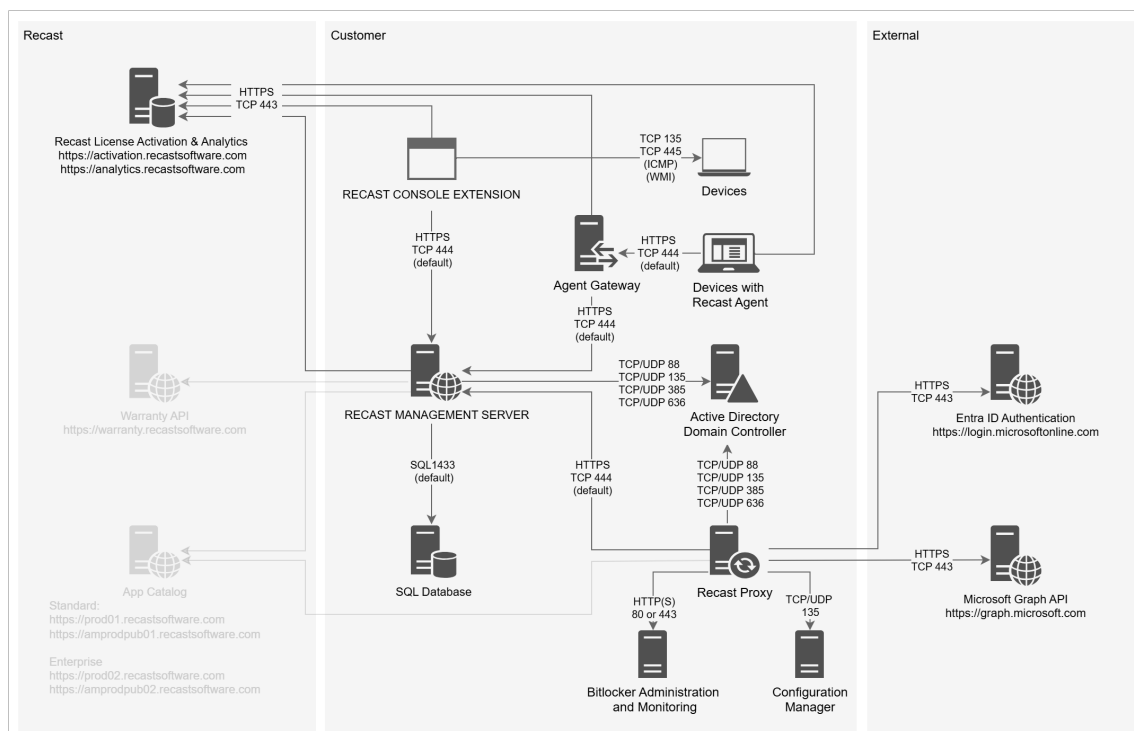 Recast
Customer
External
HTTPS
TCP 443
Recast License Activation & Analytics
https://activation.recastsoftware.com
https://analytics.recastsoftware.com
RECAST CONSOLE EXTENSION
TCP 135
TCP 445
(ICMP)
(WMI)
Devices
HTTPS
TCP 444
(default)
Agent Gateway
HTTPS
TCP 444
(default)
Devices with
Recast Agent
HTTPS
TCP 444
(default)
Warranty API
https://warranty.recastsoftware.com
RECAST MANAGEMENT SERVER
TCP/UDP 88
TCP/UDP 135
TCP/UDP 385
TCP/UDP 636
Active Directory
Domain Controller
HTTPS
TCP 443
Entra ID Authentication
https://login.microsoftonline.com
SQL1433
(default)
HTTPS
TCP 444
(default)
TCP/UDP 88
TCP/UDP 135
TCP/UDP 385
TCP/UDP 636
App Catalog
Standard:
https://prod01.recastsoftware.com
https://amprodpub01.recastsoftware.com
Enterprise
https://prod02.recastsoftware.com
https://amprodpub02.recastsoftware.com
SQL Database
Recast Proxy
HTTPS
TCP 443
Microsoft Graph API
https://graph.microsoft.com
HTTP(S)
80 or 443
TCP/UDP
135
Bitlocker Administration
and Monitoring
Configuration
Manager